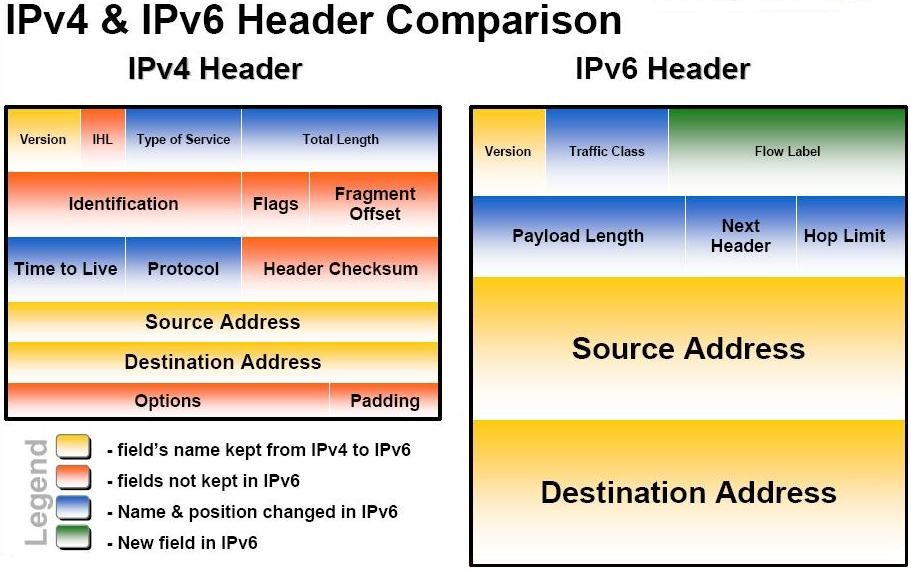 IPv4 & IPv6 Header Comparison
IPv4 Header
IPv6 Header
Version IHL Type of Service Total Length
Identification Flags Fragment
Offset
Time to Live Protocol Header Checksum
Source Address
Destination Address
Options Padding
Version Traffic Class Flow Label
Payload Length Next
Header Hop Limit
Source Address
Destination Address
Legend
- field's name kept from IPv4 to IPv6
- fields not kept in IPv6
- Name & position changed in IPv6
- New field in IPv6